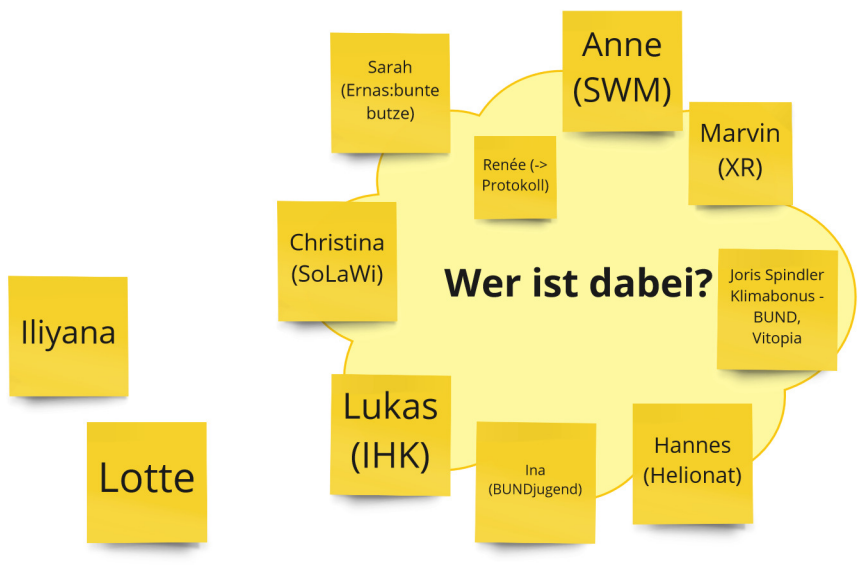 Anne
(SWM)
Sarah
(Ernas:bunte
butze)
Marvin
(XR)
Renée (->
Protokoll)
Christina
(SoLaWi)
Wer ist dabei?
Joris Spindler
Klimabonus -
BUND,
Vitopia
Iliyana
Lukas
(IHK)
Hannes
(Helionat)
Ina
(BUNDjugend)
Lotte